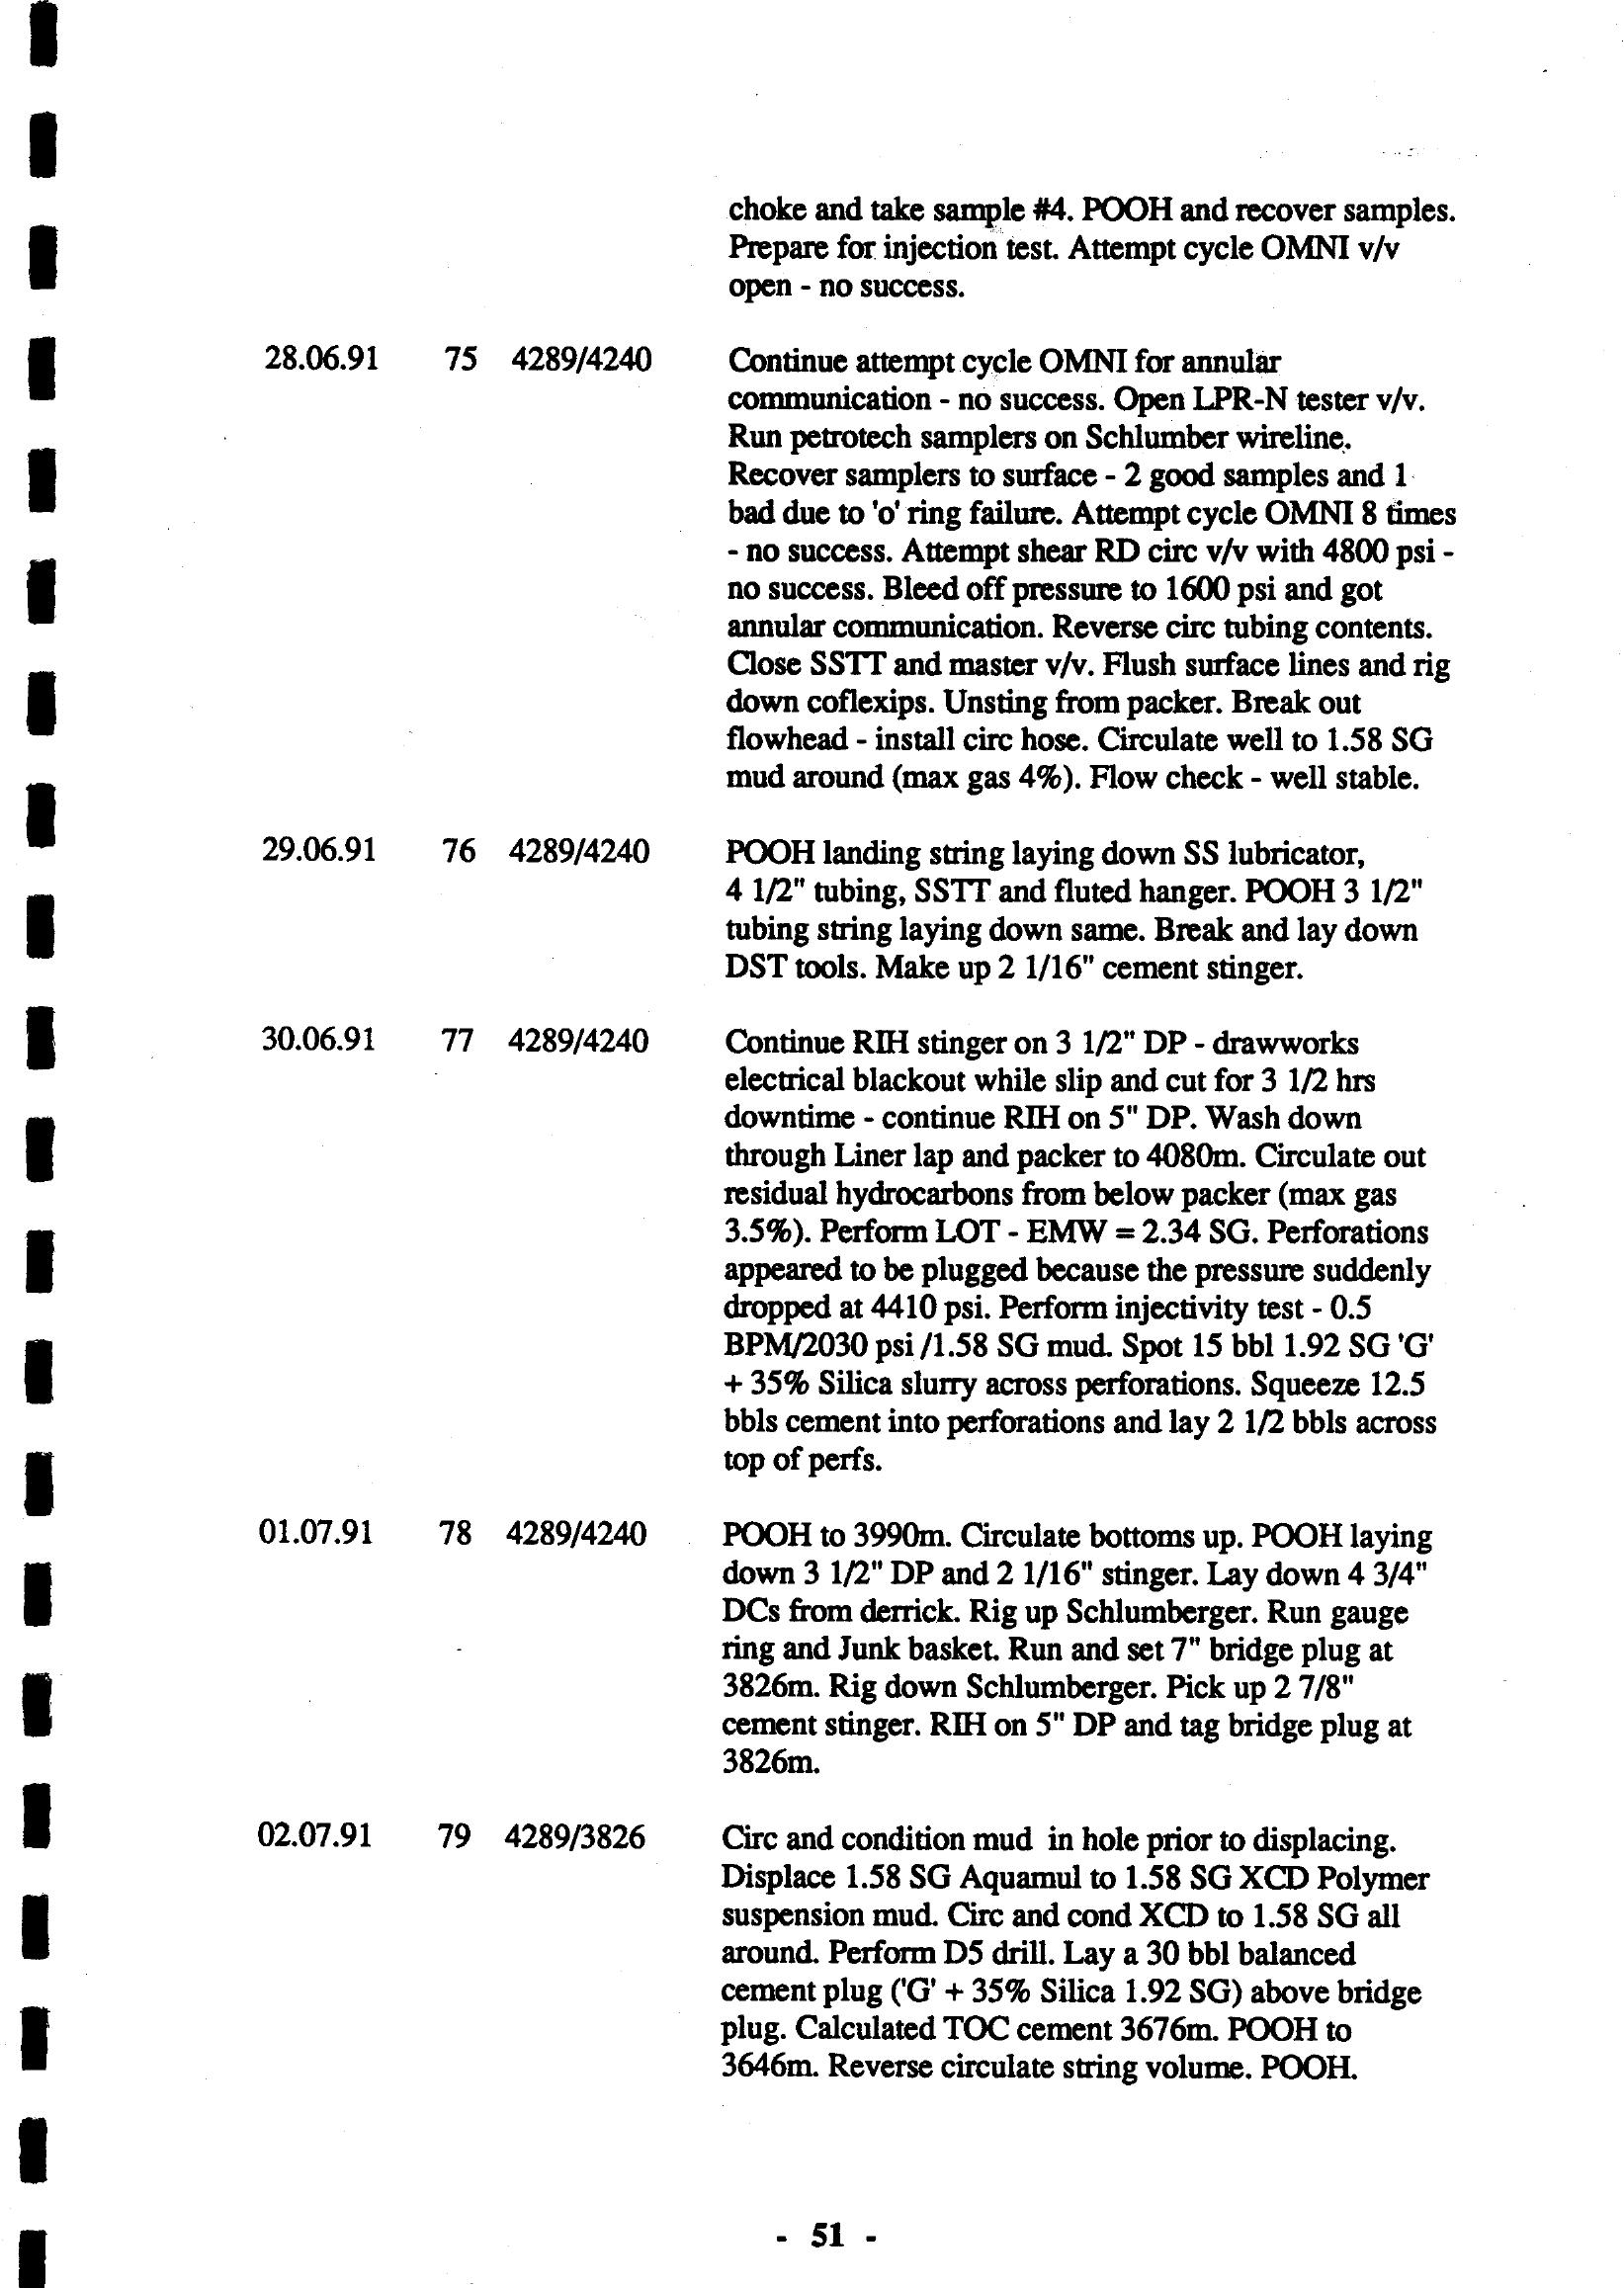 choke and take sample #4. POOH and recover samples.
Prepare for injection test. Attempt cycle OMNI v/v
open - no success.
28.06.91 75 4289/4240 Continue attempt cycle OMNI for annular
communication - no success. Open LPR-N tester v/v.
Run petrotech samplers on Schlumber wireline.
Recover samplers to surface - 2 good samples and 1
bad due to 'o' ring failure. Attempt cycle OMNI 8 times
- no success. Attempt shear RD circ v/v with 4800 psi -
no success. Bleed off pressure to 1600 psi and got
annular communication. Reverse circ tubing contents.
Close SSTT and master v/v. Flush surface lines and rig
down coflexips. Unsting from packer. Break out
flowhead - install circ hose. Circulate well to 1.58 SG
mud around (max gas 4%). Flow check - well stable.
29.06.91 76 4289/4240 POOH landing string laying down SS lubricator,
4 1/2" tubing, SSTT and fluted hanger. POOH 3 1/2"
tubing string laying down same. Break and lay down
DST tools. Make up 2 1/16" cement stinger.
30.06.91 77 4289/4240 Continue RIH stinger on 3 1/2" DP - drawworks
electrical blackout while slip and cut for 3 1/2 hrs
downtime - continue RIH on 5" DP. Wash down
through Liner lap and packer to 4080m. Circulate out
residual hydrocarbons from below packer (max gas
3.5%). Perform LOT - EMW = 2.34 SG. Perforations
appeared to be plugged because the pressure suddenly
dropped at 4410 psi. Perform injectivity test - 0.5
BPM/2030 psi /1.58 SG mud. Spot 15 bbl 1.92 SG 'G'
+ 35% Silica slurry across perforations. Squeeze 12.5
bbls cement into perforations and lay 2 1/2 bbls across
top of perfs.
01.07.91 78 4289/4240 POOH to 3990m. Circulate bottoms up. POOH laying
down 3 1/2" DP and 2 1/16" stinger. Lay down 4 3/4"
DCs from derrick. Rig up Schlumberger. Run gauge
ring and Junk basket. Run and set 7" bridge plug at
3826m. Rig down Schlumberger. Pick up 2 7/8"
cement stinger. RIH on 5" DP and tag bridge plug at
3826m.
02.07.91 79 4289/3826 Circ and condition mud in hole prior to displacing.
Displace 1.58 SG Aquamul to 1.58 SG XCD Polymer
suspension mud. Circ and cond XCD to 1.58 SG all
around. Perform D5 drill. Lay a 30 bbl balanced
cement plug ('G' + 35% Silica 1.92 SG) above bridge
plug. Calculated TOC cement 3676m. POOH to
3646m. Reverse circulate string volume. POOH.
- 51 -